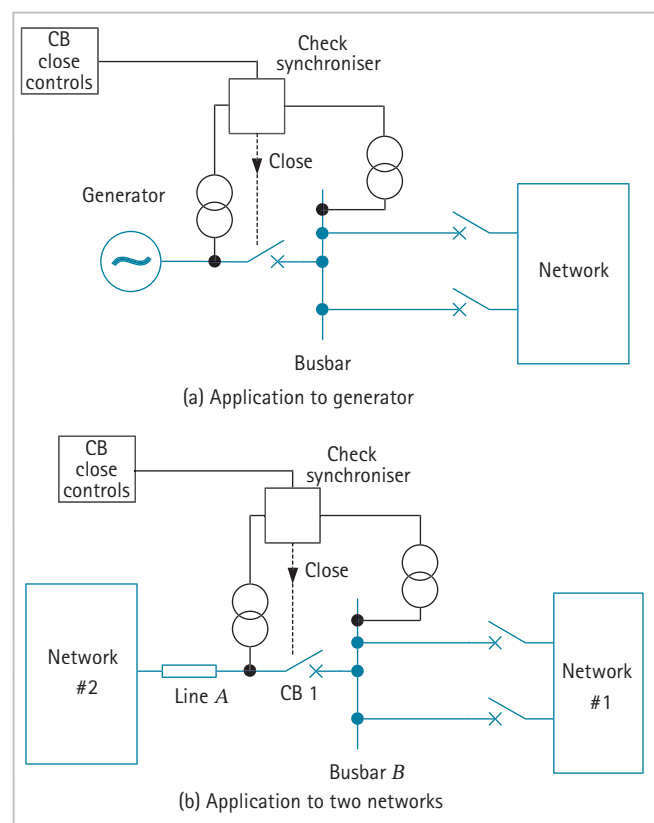 CB
close
controls
Check
synchroniser
Close
Generator
Network
Busbar
(a) Application to generator
CB
close
controls
Check
synchroniser
Close
Network
#2
Line A
CB 1
Network
#1
Busbar B
(b) Application to two networks